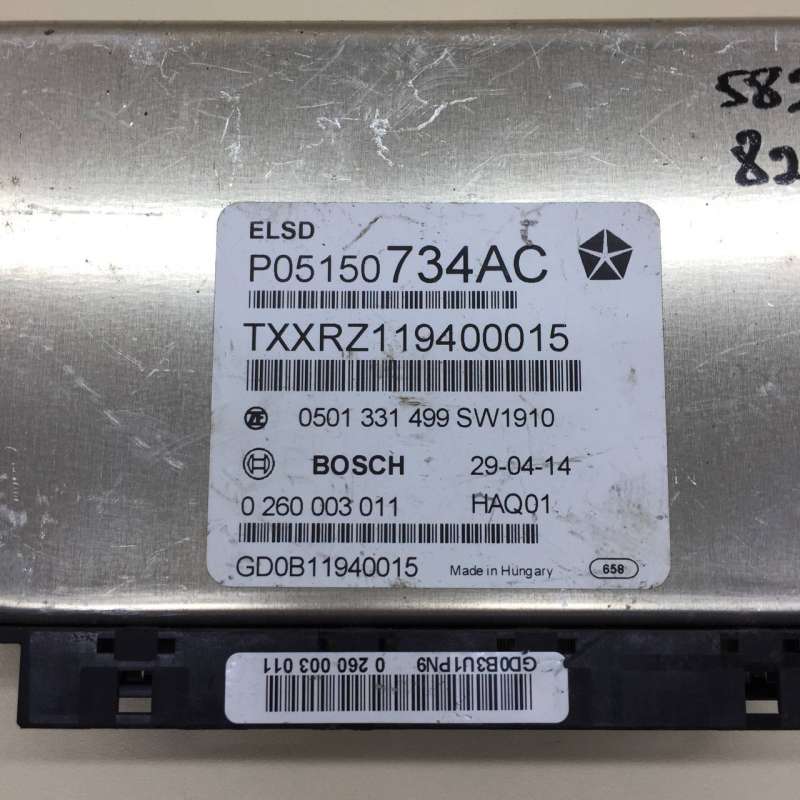 ELSD
P05150734AC
TXXRZ119400015
ZF 0501 331 499 SW1910
BOSCH 29-04-14
0 260 003 011 HAQ01
GD0B11940015 Made in Hungary 658
GD0B3U1PN9 0 260 003 011